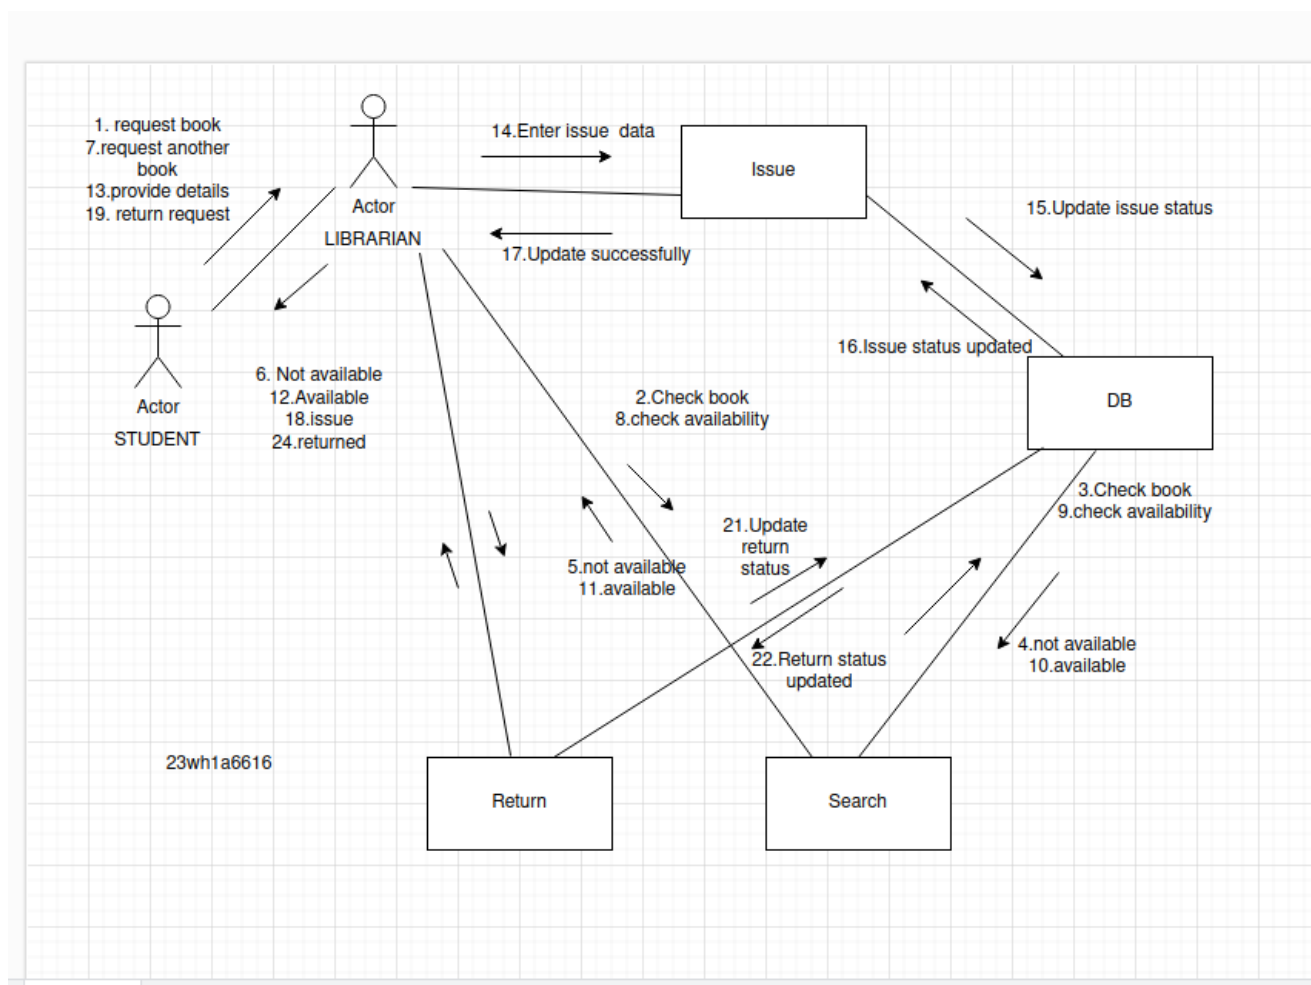 1. request book
7.request another
book
13.provide details
19. return request
14.Enter issue  data
Issue
15.Update issue status
Actor
LIBRARIAN
17.Update successfully
16.Issue status updated
6. Not available
12.Available
18.issue
24.returned
Actor
STUDENT
2.Check book
8.check availability
DB
3.Check book
9.check availability
21.Update
return
status
5.not available
11.available
22.Return status
updated
4.not available
10.available
23wh1a6616
Return
Search